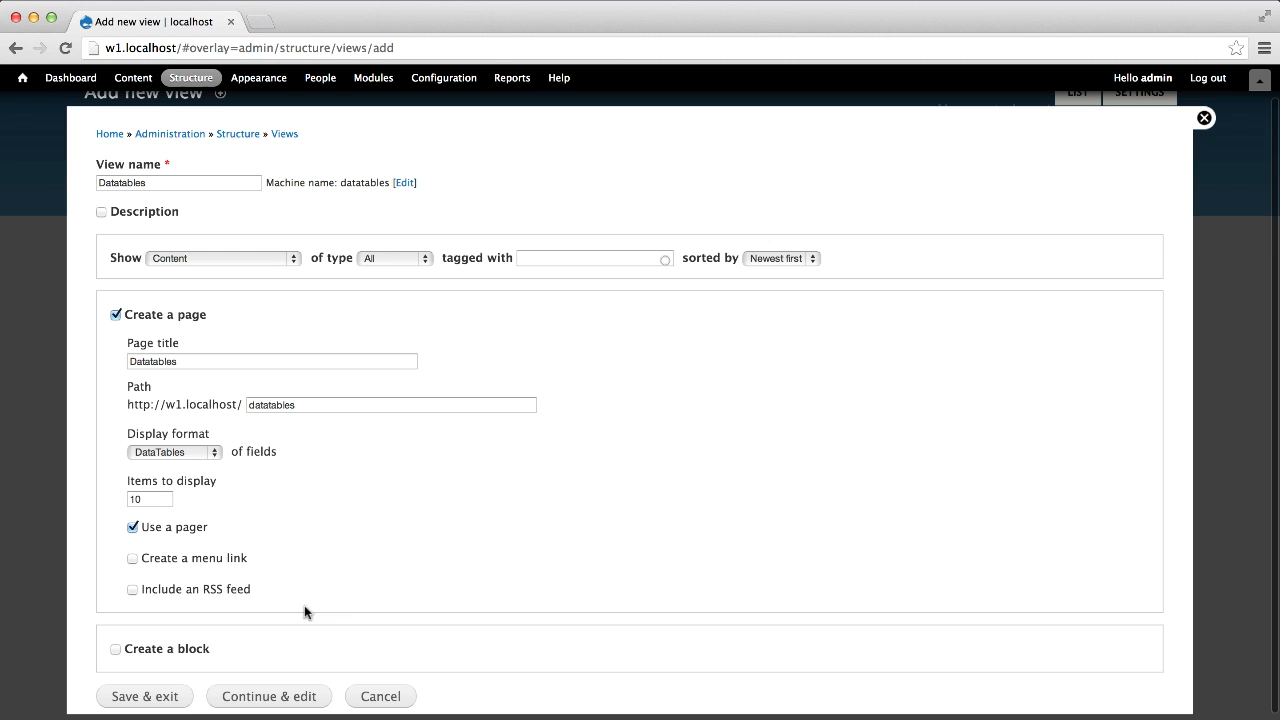 Add new view | localhost
w1.localhost/#overlay=admin/structure/views/add
Dashboard Content Structure Appearance People Modules Configuration Reports Help Hello admin Log out
Add new view LIST SETTINGS
Home » Administration » Structure » Views
View name *
Datatables Machine name: datatables [Edit]
Description
Show Content of type All tagged with sorted by Newest first
Create a page
Page title
Datatables
Path
http://w1.localhost/ datatables
Display format
DataTables of fields
Items to display
10
Use a pager
Create a menu link
Include an RSS feed
Create a block
Save & exit Continue & edit Cancel